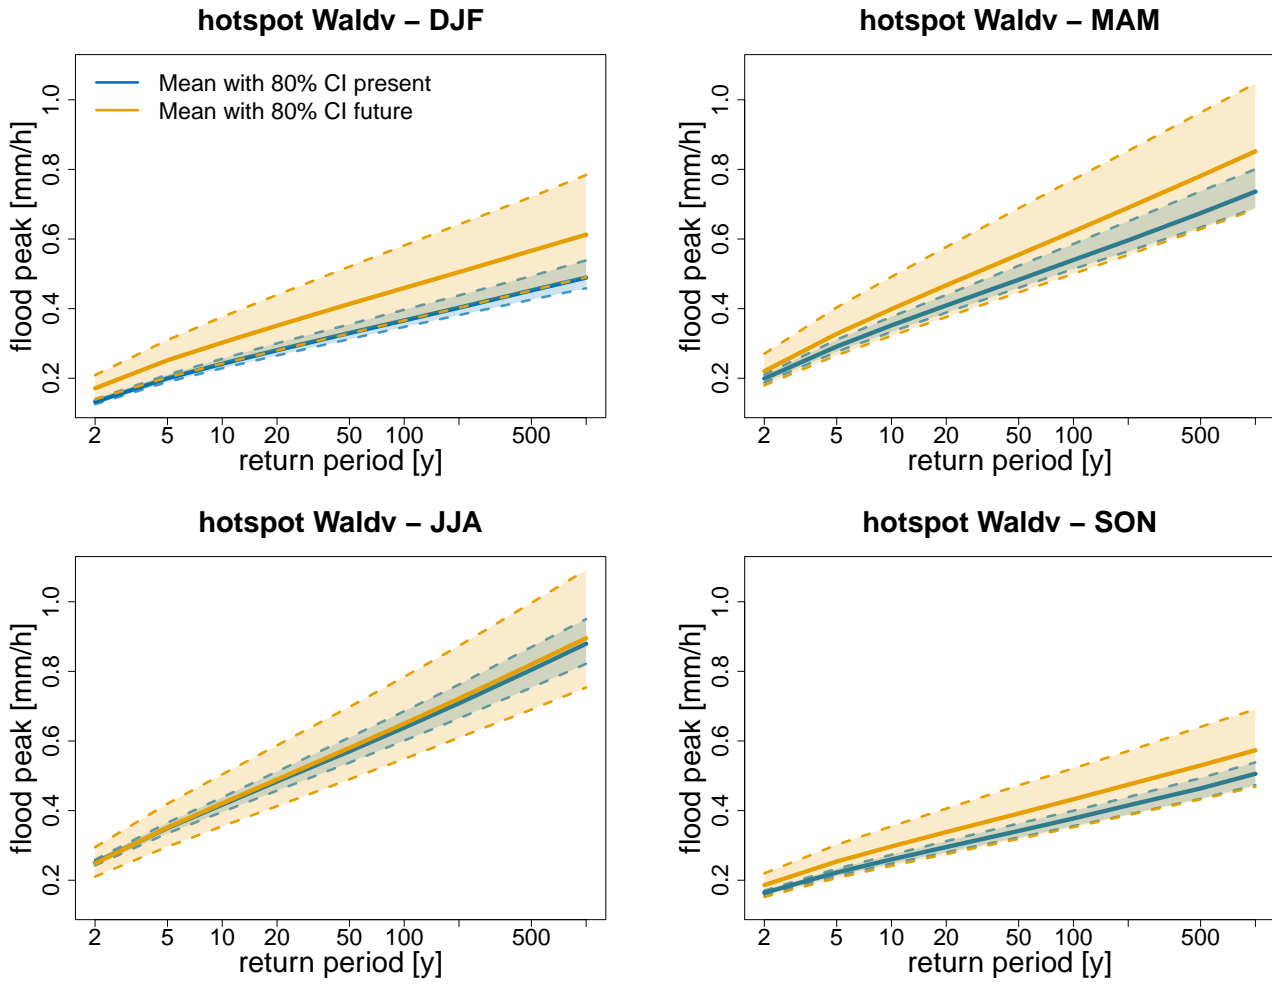 hotspot Waldv – DJF
Mean with 80% CI present
Mean with 80% CI future
flood peak [mm/h]
0.2 0.4 0.6 0.8 1.0
2 5 10 20 50 100 500
return period [y]
hotspot Waldv – MAM
flood peak [mm/h]
0.2 0.4 0.6 0.8 1.0
2 5 10 20 50 100 500
return period [y]
hotspot Waldv – JJA
flood peak [mm/h]
0.2 0.4 0.6 0.8 1.0
2 5 10 20 50 100 500
return period [y]
hotspot Waldv – SON
flood peak [mm/h]
0.2 0.4 0.6 0.8 1.0
2 5 10 20 50 100 500
return period [y]